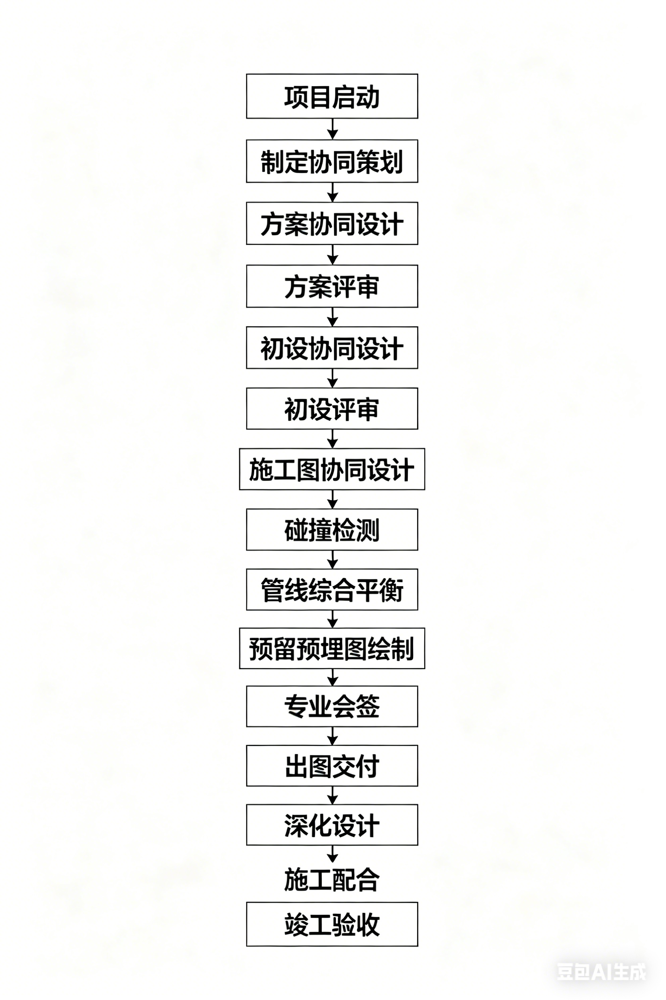 项目启动
制定协同策划
方案协同设计
方案评审
初设协同设计
初设评审
施工图协同设计
碰撞检测
管线综合平衡
预留预埋图绘制
专业会签
出图交付
深化设计
施工配合
竣工验收
豆包AI生成